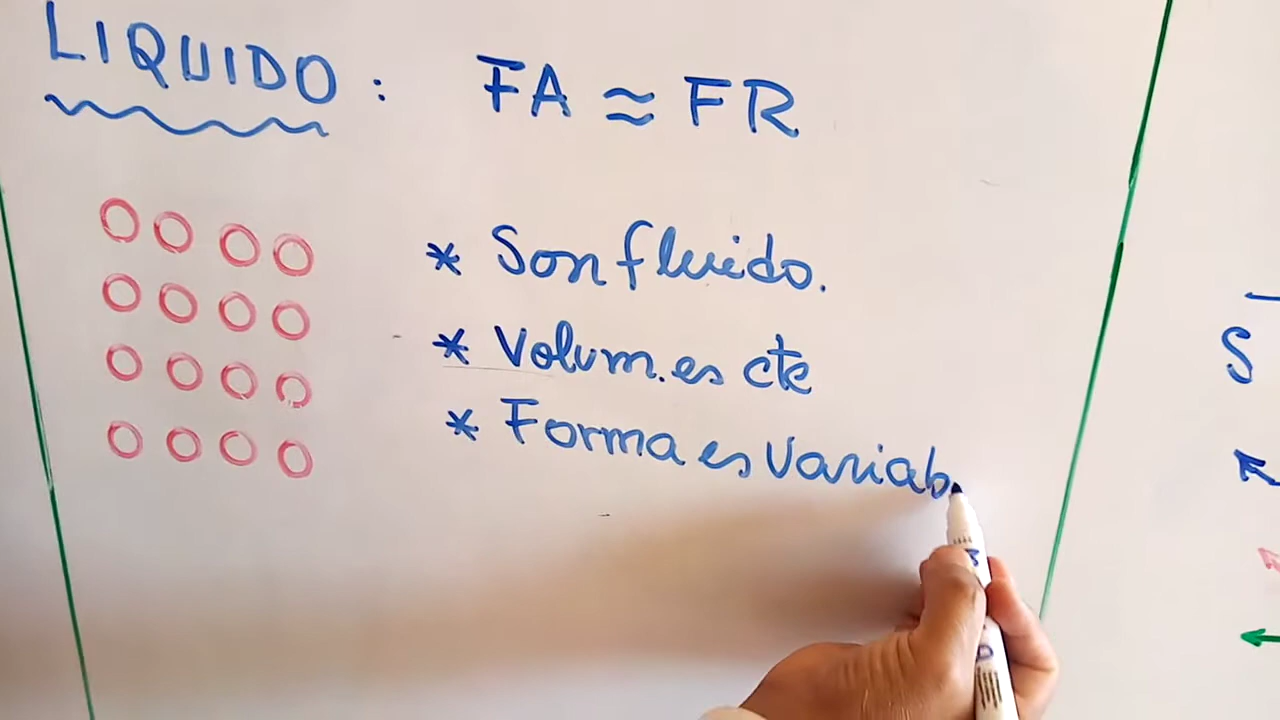 LIQUIDO : FA ≈ FR
* Son fluido.
* Volum. es cte
* Forma es Variab
S